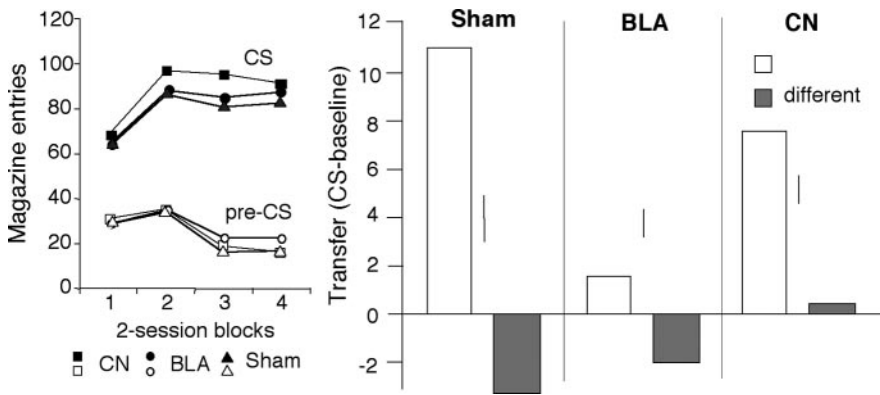 Magazine entries
120
100
80
60
40
20
0
CS
pre-CS
1 2 3 4
2-session blocks
CN BLA Sham
Transfer (CS-baseline)
12
10
8
6
4
2
0
-2
Sham BLA CN
different